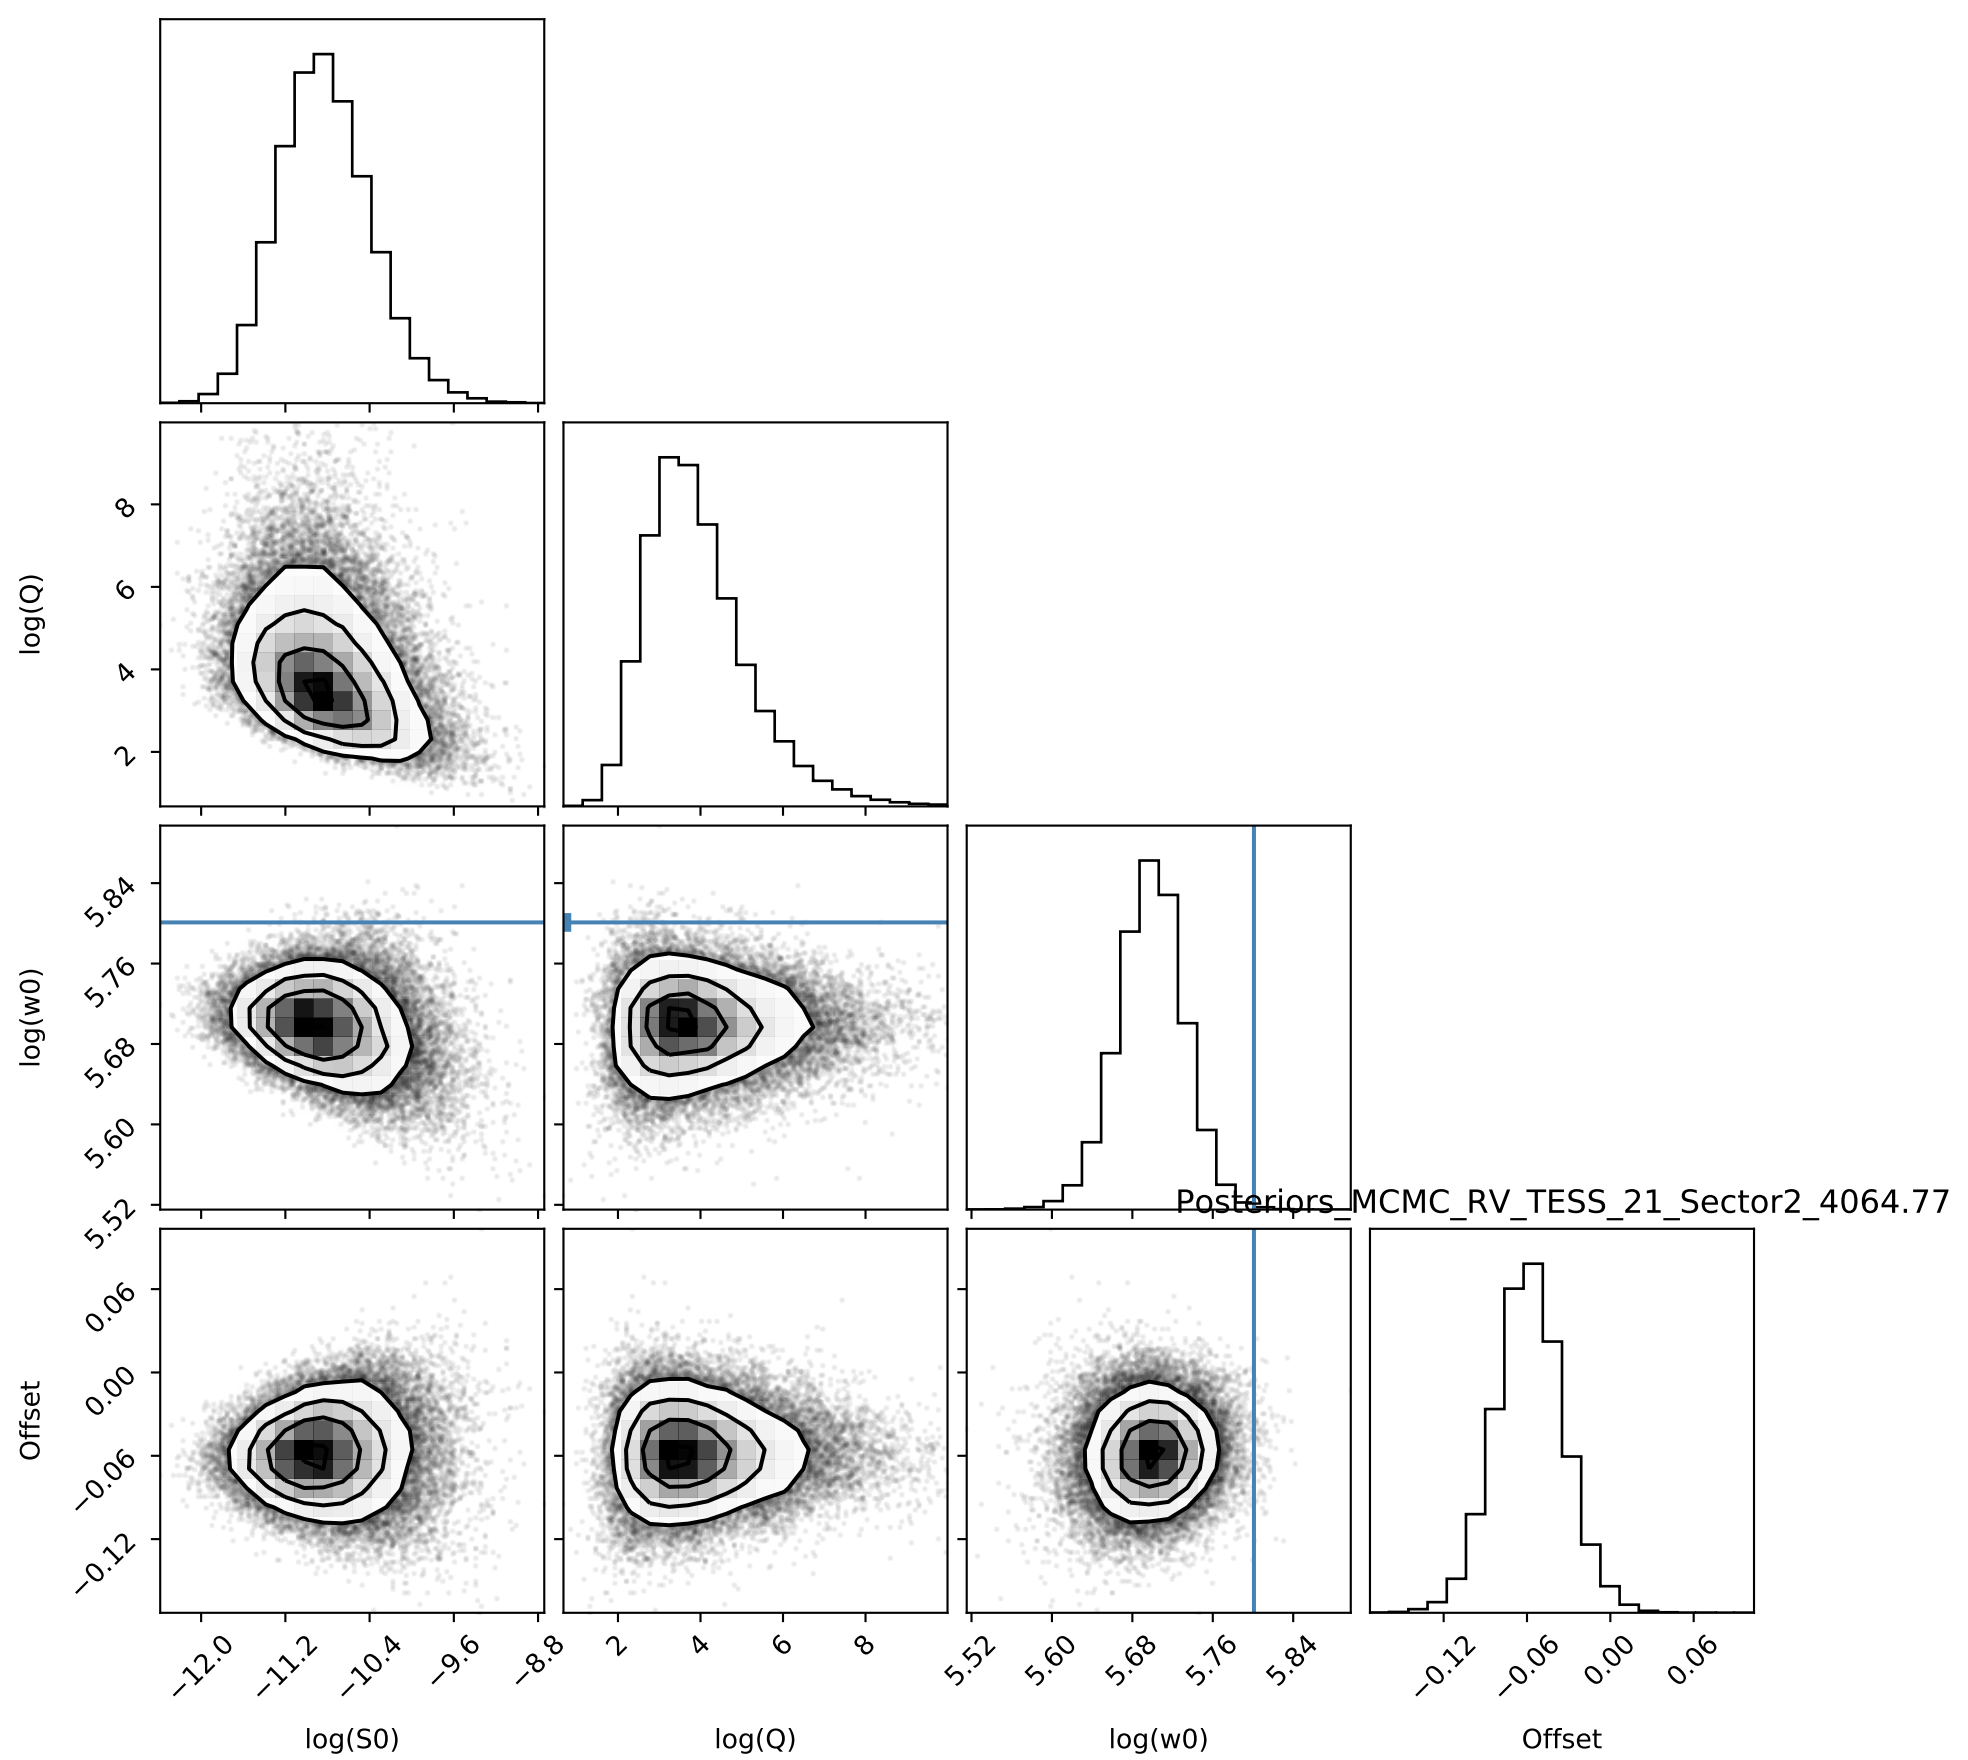 log(Q)
8
6
4
2
log(w0)
5.84
5.76
5.68
5.60
5.52
Posteriors_MCMC_RV_TESS_21_Sector2_4064.77
Offset
0.06
0.00
−0.06
−0.12
−12.0 −11.2 −10.4 −9.6 −8.8 2 4 6 8 5.52 5.60 5.68 5.76 5.84 −0.12 −0.06 0.00 0.06
log(S0) log(Q) log(w0) Offset